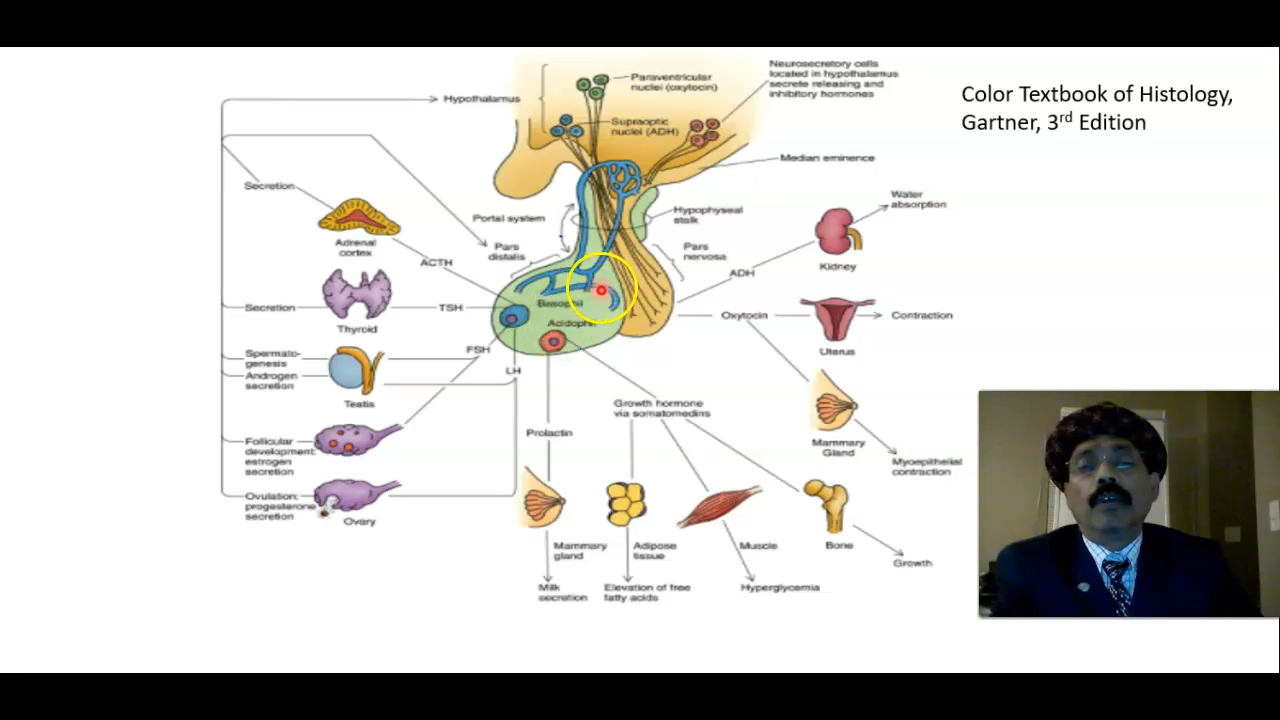 Color Textbook of Histology,
Gartner, 3rd Edition
Hypothalamus
Paraventricular
nuclei (oxytocin)
Supraoptic
nuclei (ADH)
Neurosecretory cells
located in hypothalamus
secrete releasing and
inhibitory hormones
Median eminence
Portal system
Hypophyseal
stalk
Pars
distalis
Pars
nervosa
Secretion
Adrenal
cortex
ACTH
Secretion
Thyroid
TSH
Basophil
Acidophil
Spermato-
genesis
Androgen
secretion
Testis
FSH
LH
Follicular
development:
estrogen
secretion
Ovulation:
progesterone
secretion
Ovary
Prolactin
Mammary
gland
Milk
secretion
Growth hormone
via somatomedins
Adipose
tissue
Elevation of free
fatty acids
Muscle
Hyperglycemia
Bone
Growth
ADH
Kidney
Water
absorption
Oxytocin
Uterus
Contraction
Mammary
Gland
Myoepithelial
contraction